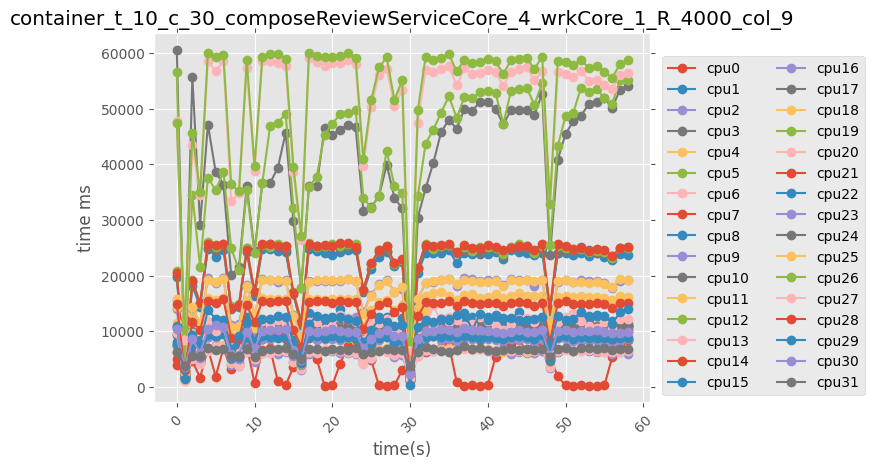 container_t_10_c_30_composeReviewServiceCore_4_wrkCore_1_R_4000_col_9
time ms
60000
50000
40000
30000
20000
10000
0
0
10
20
30
40
50
60
time(s)
cpu0
cpu1
cpu2
cpu3
cpu4
cpu5
cpu6
cpu7
cpu8
cpu9
cpu10
cpu11
cpu12
cpu13
cpu14
cpu15
cpu16
cpu17
cpu18
cpu19
cpu20
cpu21
cpu22
cpu23
cpu24
cpu25
cpu26
cpu27
cpu28
cpu29
cpu30
cpu31